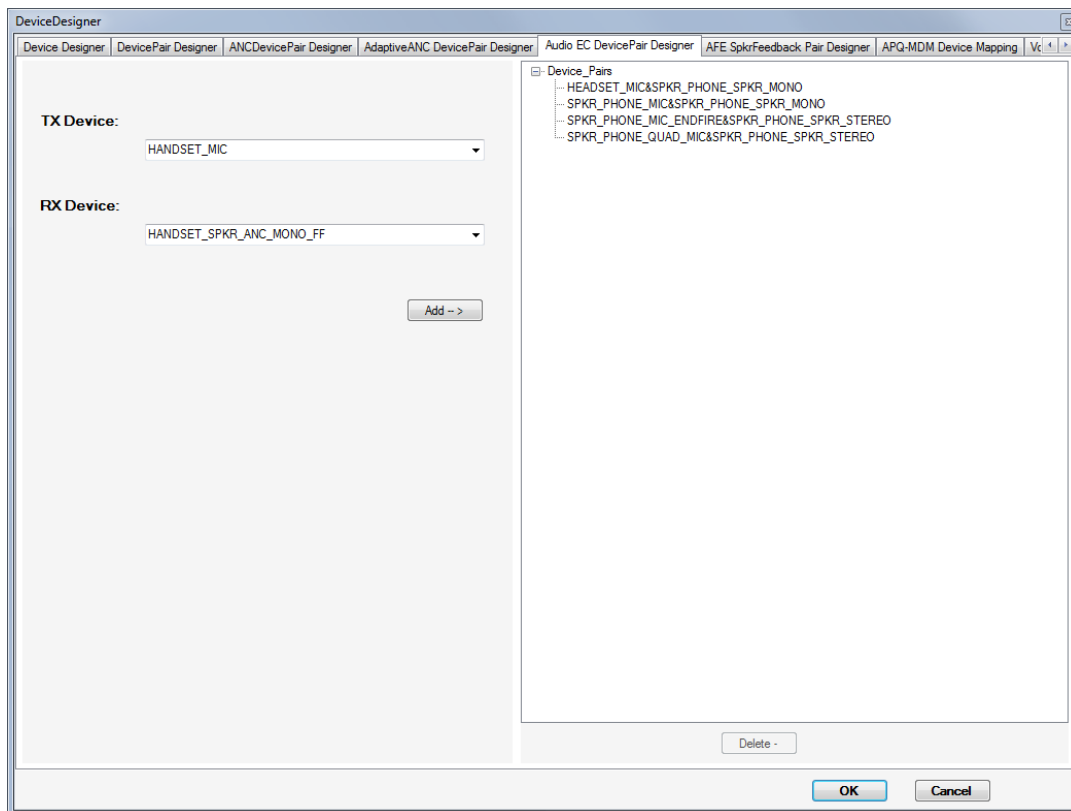 DeviceDesigner
Device Designer DevicePair Designer ANCDevicePair Designer AdaptiveANC DevicePair Designer Audio EC DevicePair Designer AFE SpkrFeedback Pair Designer APQ-MDM Device Mapping
TX Device:
HANDSET_MIC
RX Device:
HANDSET_SPKR_ANC_MONO_FF
Add -- >
Device_Pairs
HEADSET_MIC&SPKR_PHONE_SPKR_MONO
SPKR_PHONE_MIC&SPKR_PHONE_SPKR_MONO
SPKR_PHONE_MIC_ENDFIRE&SPKR_PHONE_SPKR_STEREO
SPKR_PHONE_QUAD_MIC&SPKR_PHONE_SPKR_STEREO
Delete -
OK Cancel